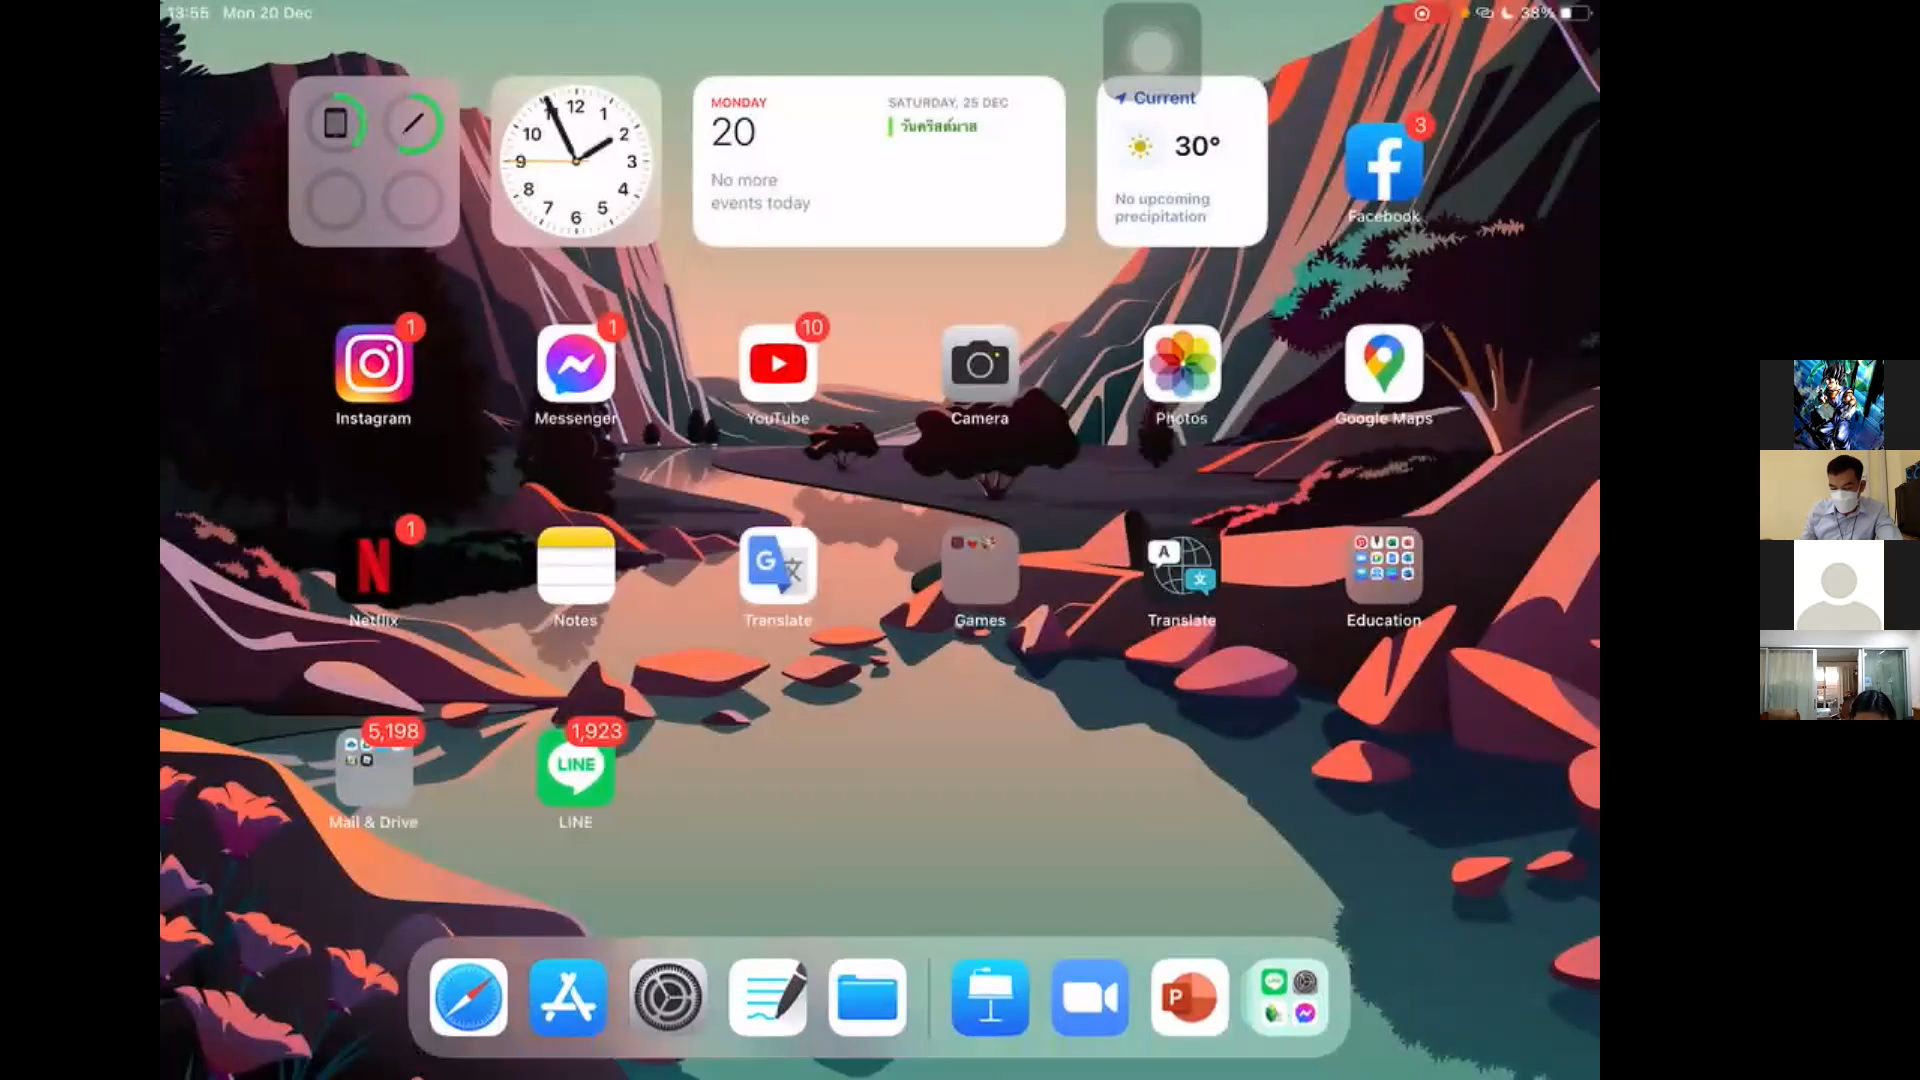 13:55 Mon 20 Dec
38%
12
1
2
3
4
5
6
7
8
9
10
11
MONDAY
20
No more
events today
SATURDAY, 25 DEC
วันคริสต์มาส
Current
30°
No upcoming
precipitation
3
Facebook
1
Instagram
1
Messenger
10
YouTube
Camera
Photos
Google Maps
N
1
Netflix
Notes
G
Translate
Games
A
文
Translate
Education
5,198
Mail & Drive
1,923
LINE
LINE
P